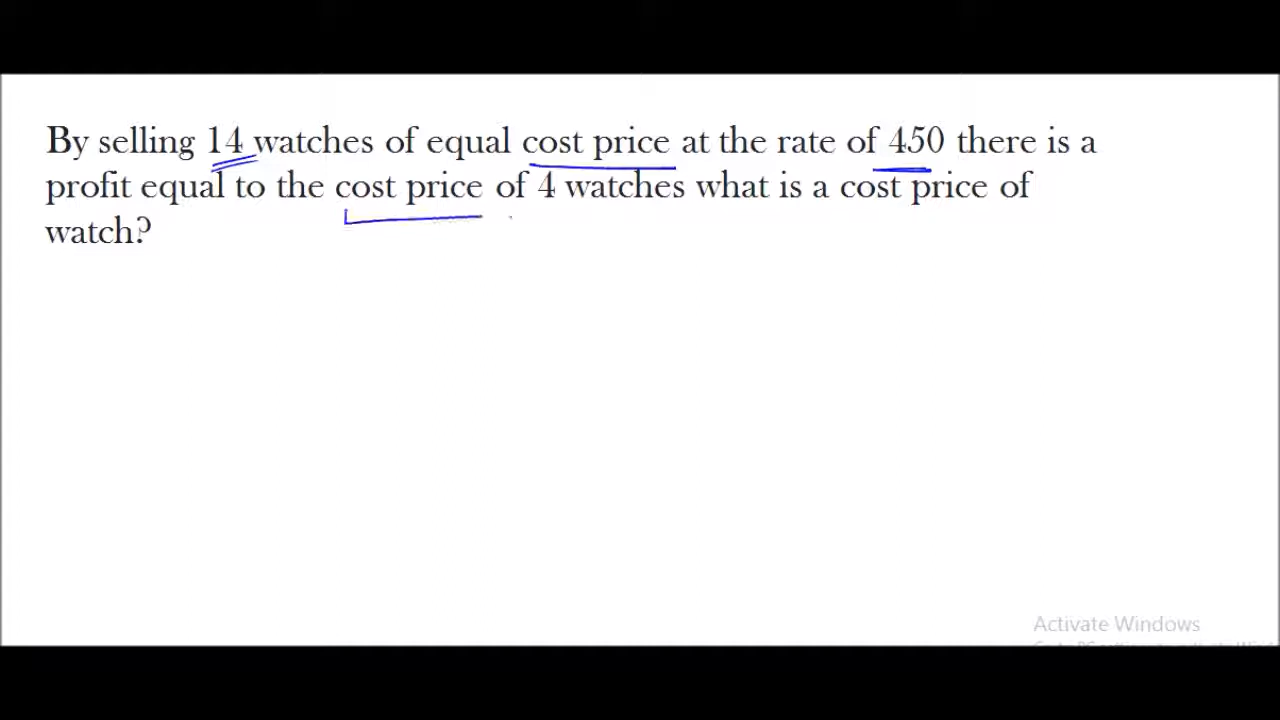 By selling 14 watches of equal cost price at the rate of 450 there is a
profit equal to the cost price of 4 watches what is a cost price of
watch?
Activate Windows